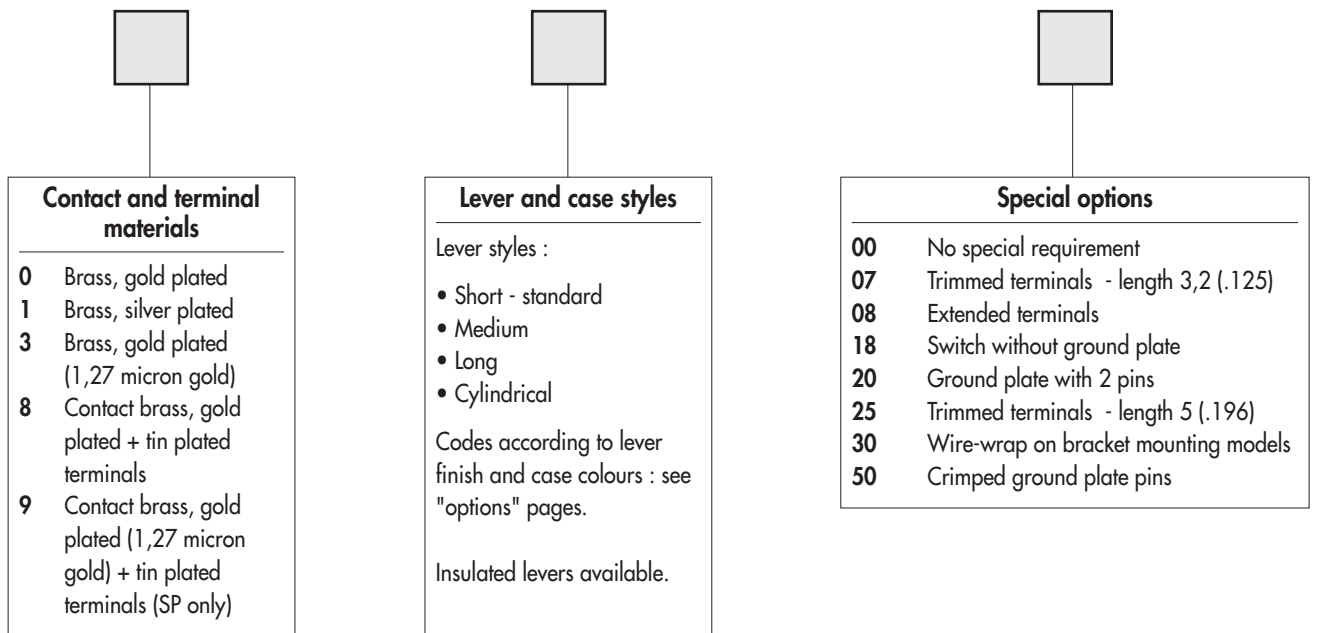 Contact and terminal
materials
0 Brass, gold plated
1 Brass, silver plated
3 Brass, gold plated
(1,27 micron gold)
8 Contact brass, gold
plated + tin plated
terminals
9 Contact brass, gold
plated (1,27 micron
gold) + tin plated
terminals (SP only)
Lever and case styles
Lever styles :
• Short - standard
• Medium
• Long
• Cylindrical
Codes according to lever
finish and case colours : see
"options" pages.
Insulated levers available.
Special options
00 No special requirement
07 Trimmed terminals - length 3,2 (.125)
08 Extended terminals
18 Switch without ground plate
20 Ground plate with 2 pins
25 Trimmed terminals - length 5 (.196)
30 Wire-wrap on bracket mounting models
50 Crimped ground plate pins